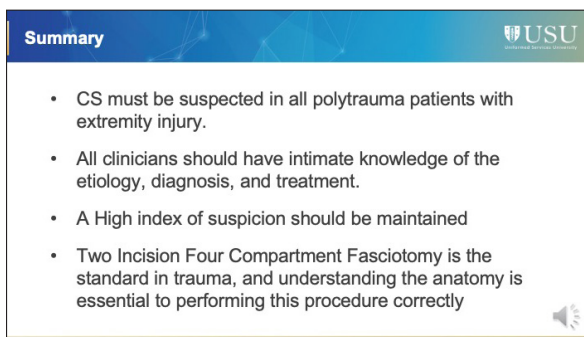 Summary
USU
Uniformed Services University
• CS must be suspected in all polytrauma patients with
extremity injury.
• All clinicians should have intimate knowledge of the
etiology, diagnosis, and treatment.
• A High index of suspicion should be maintained
• Two Incision Four Compartment Fasciotomy is the
standard in trauma, and understanding the anatomy is
essential to performing this procedure correctly